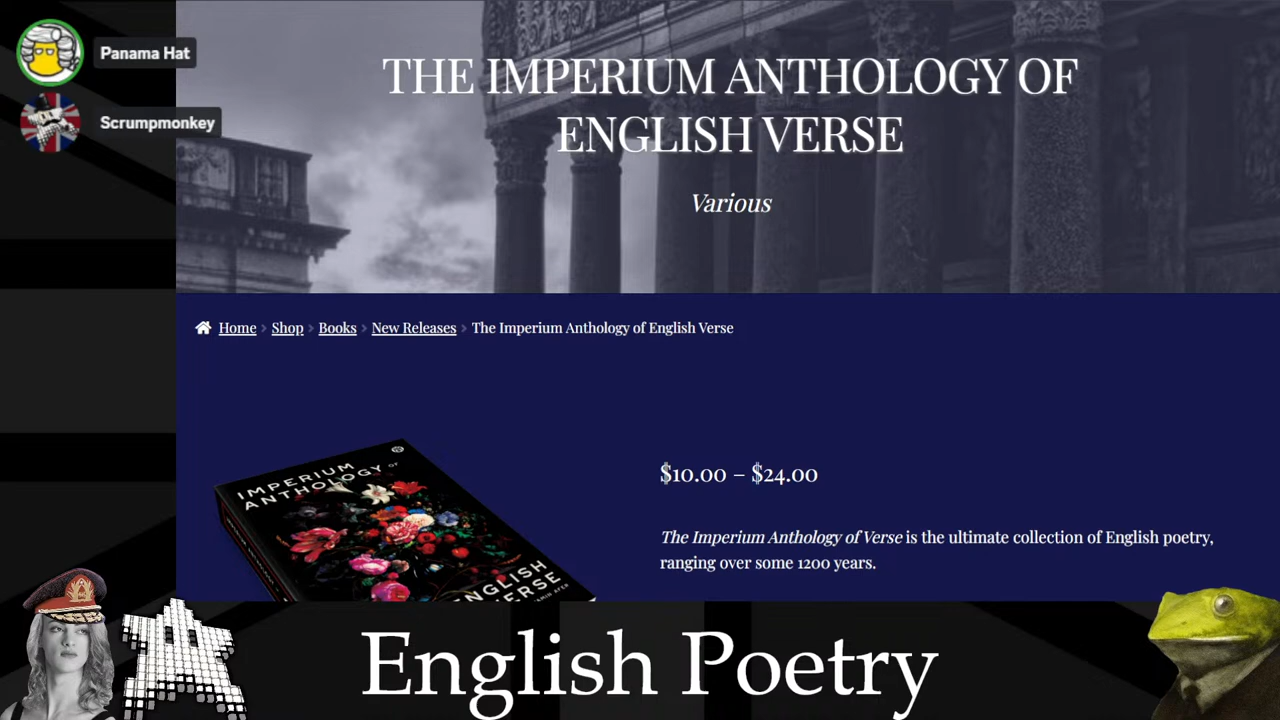 Panama Hat
Scrumpmonkey
THE IMPERIUM ANTHOLOGY OF
ENGLISH VERSE
Various
Home > Shop > Books > New Releases > The Imperium Anthology of English Verse
IMPERIUM
ANTHOLOGY OF
ENGLISH
VERSE
$10.00 – $24.00
The Imperium Anthology of Verse is the ultimate collection of English poetry,
ranging over some 1200 years.
English Poetry